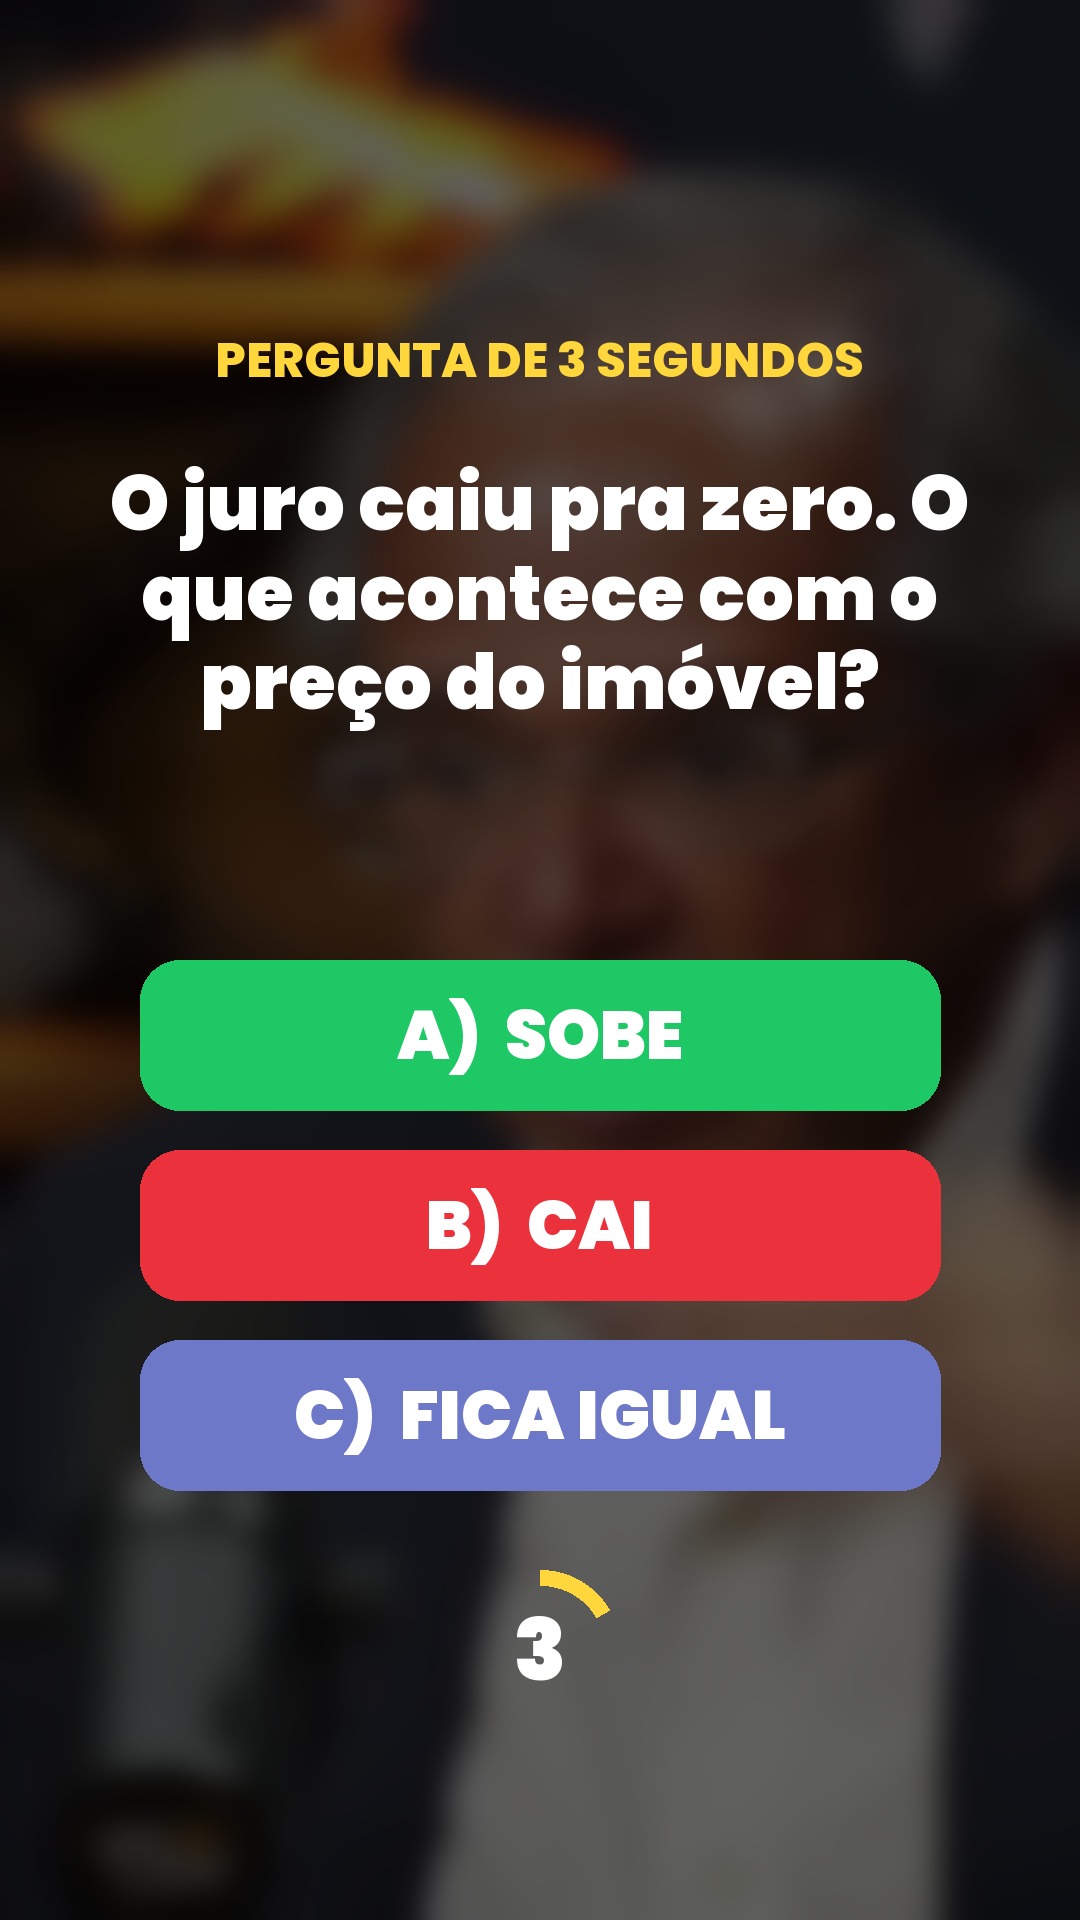 PERGUNTA DE 3 SEGUNDOS
O juro caiu pra zero. O
que acontece com o
preço do imóvel?
A) SOBE
B) CAI
C) FICA IGUAL
3